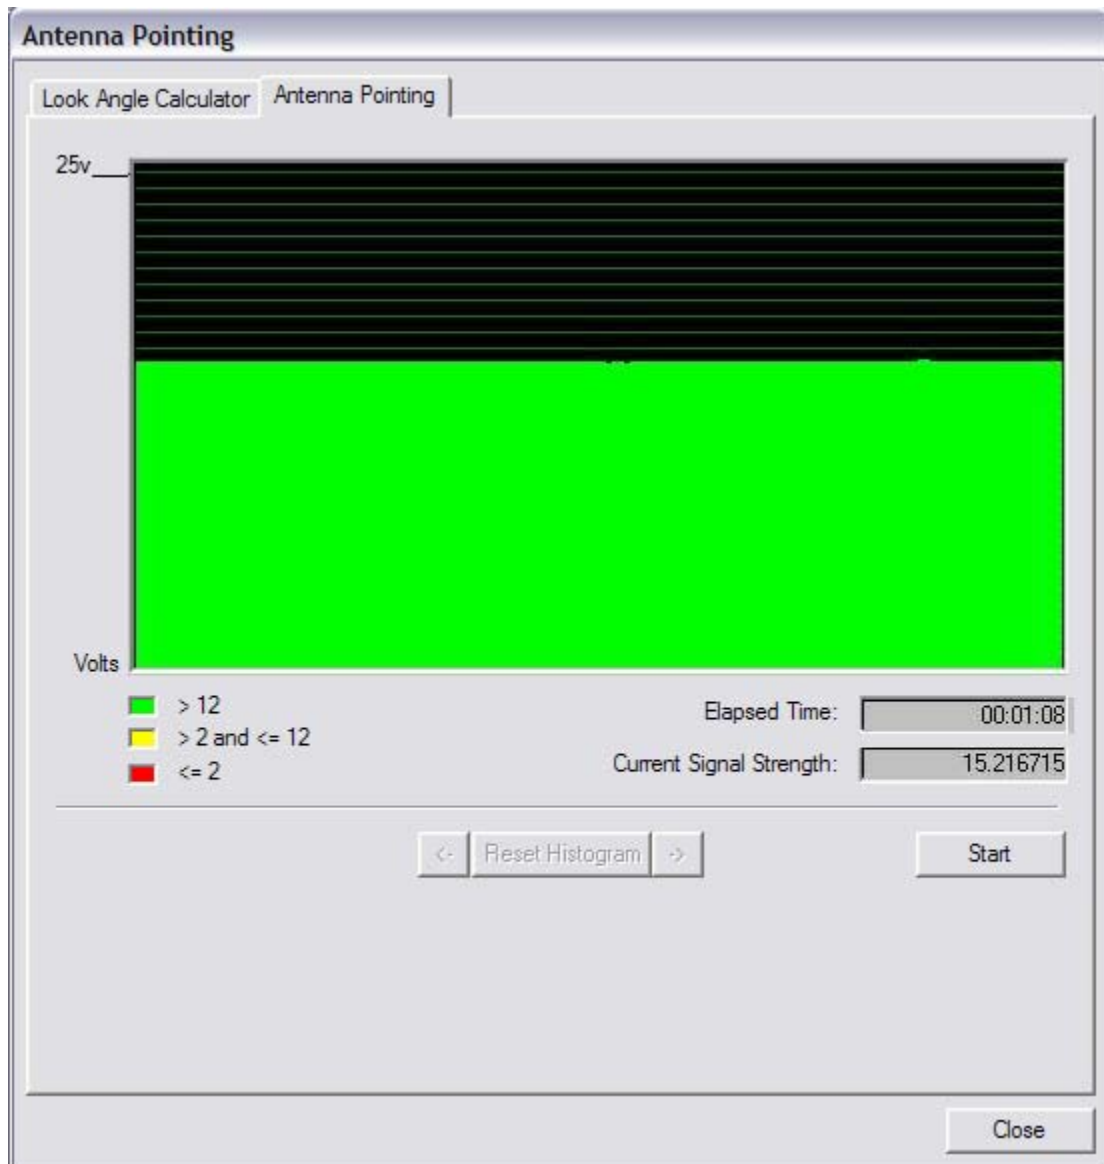 Antenna Pointing
Look Angle Calculator Antenna Pointing
25v
Volts
> 12
> 2 and <= 12
<= 2
Elapsed Time: 00:01:08
Current Signal Strength: 15.216715
<- Reset Histogram -> Start
Close